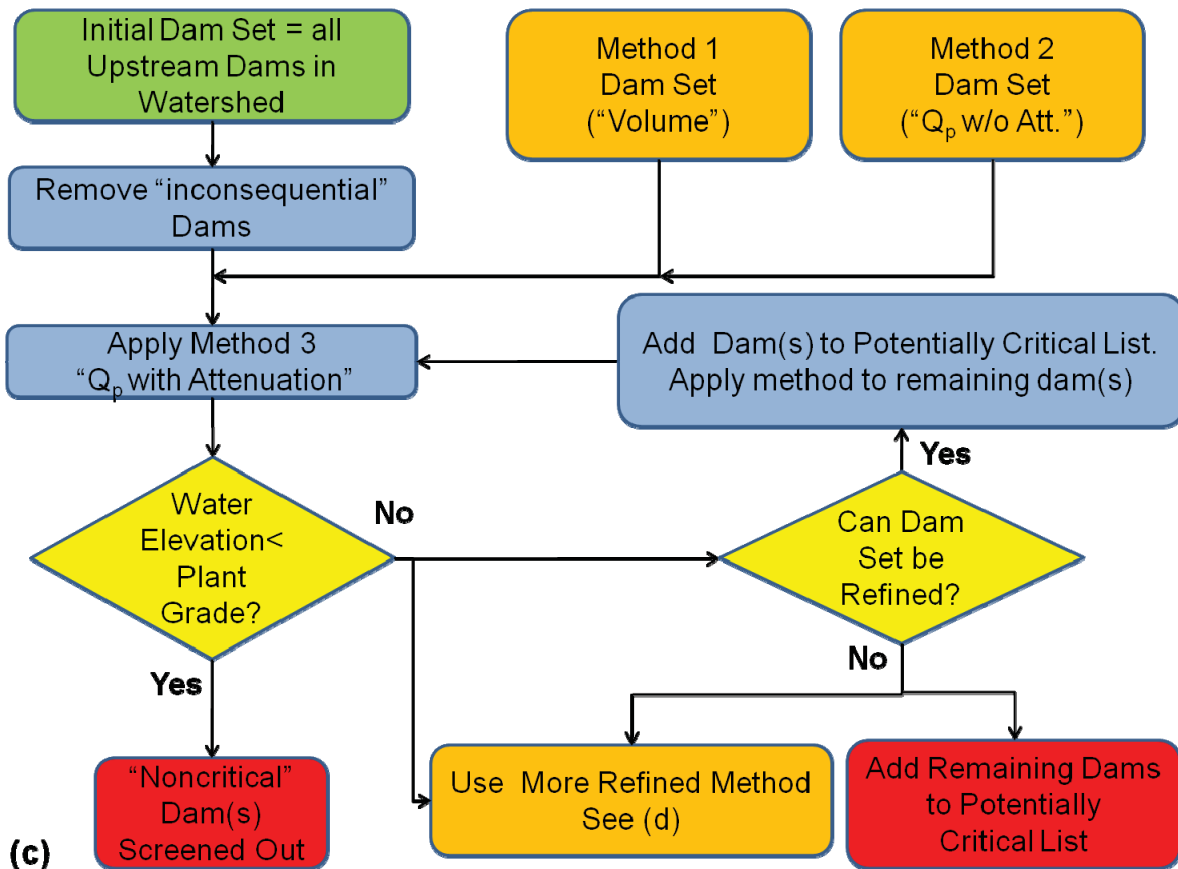 Initial Dam Set = all
Upstream Dams in
Watershed
Method 1
Dam Set
(“Volume”)
Method 2
Dam Set
(“Qp w/o Att.”)
Remove “inconsequential”
Dams
Apply Method 3
“Qp with Attenuation”
Add Dam(s) to Potentially Critical List.
Apply method to remaining dam(s)
Yes
Water
Elevation<
Plant
Grade?
No
Can Dam
Set be
Refined?
No
Yes
“Noncritical”
Dam(s)
Screened Out
Use More Refined Method
See (d)
Add Remaining Dams
to Potentially
Critical List
(c)